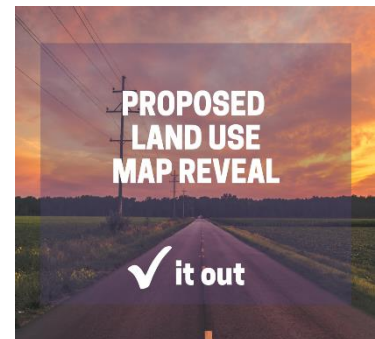 PROPOSED
LAND USE
MAP REVEAL
✓ it out